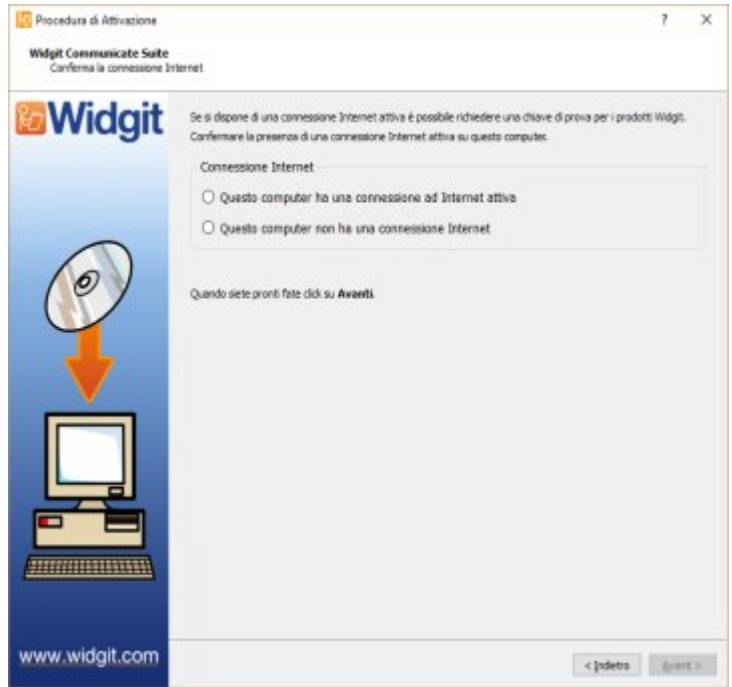 Procedura di Attivazione
Widgit Communicate Suite
Conferma la connessione Internet
Widgit
Se si dispone di una connessione Internet attiva é possibile richiedere una chiave di prova per i prodotti Widgit.
Confermare la presenza di una connessione Internet attiva su questo computer.
Connessione Internet
Questo computer ha una connessione ad Internet attiva
Questo computer non ha una connessione Internet
Quando siete pronti fate click su Avanti.
www.widgit.com
< Indietro
Avanti >